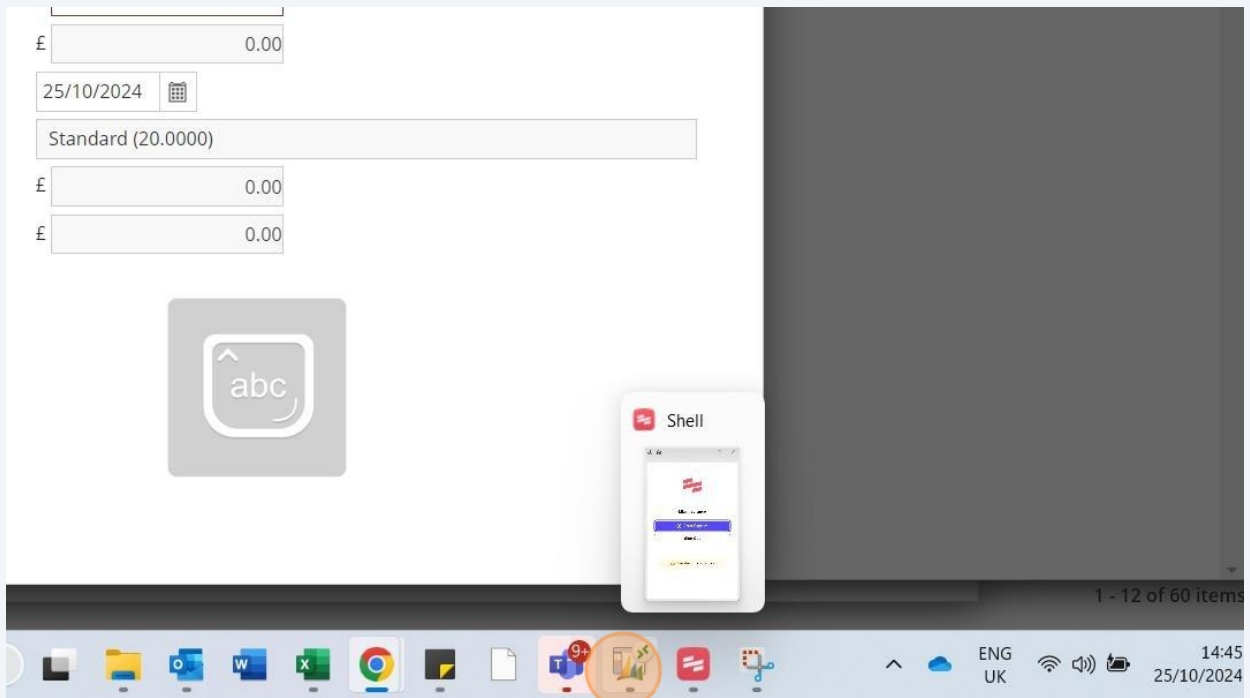 £ 0.00
25/10/2024
Standard (20.0000)
£ 0.00
£ 0.00
abc
Shell
1 - 12 of 60 items
9+
ENG
UK
14:45
25/10/2024